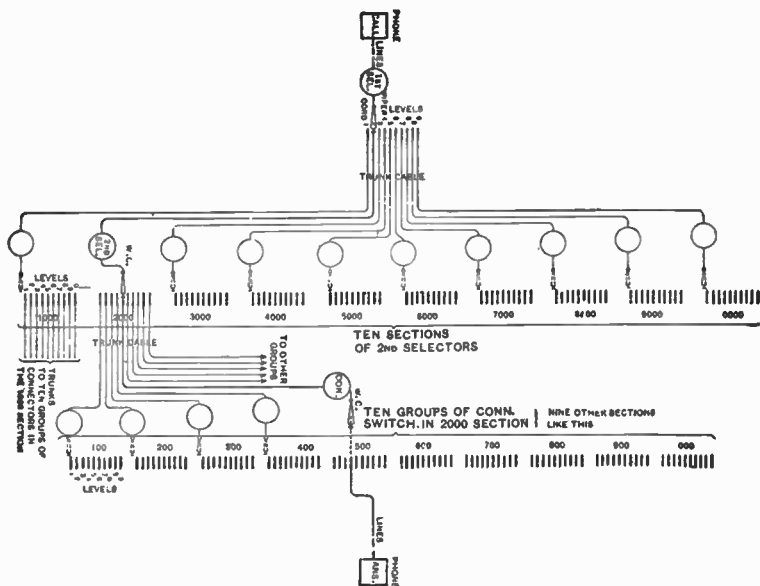 PHONE
CALL
LINES
1ST
SEL.
WIPER
CORD
LEVELS
TRUNK CABLE
2ND
SEL.
W.C.
LEVELS
1000 2000 3000 4000 5000 6000 7000 8400 9000 0000
TRUNK CABLE
TEN SECTIONS
OF 2ND SELECTORS
TRUNKS
TO TEN GROUPS OF
CONNECTORS IN
THE 1000 SECTION
TO OTHER
GROUPS
CON.
W.C.
TEN GROUPS OF CONN.
SWITCH. IN 2000 SECTION
NINE OTHER SECTIONS
LIKE THIS
100 200 300 400 500 600 700 800 900 000
LEVELS
LINES
ANS.
PHONE